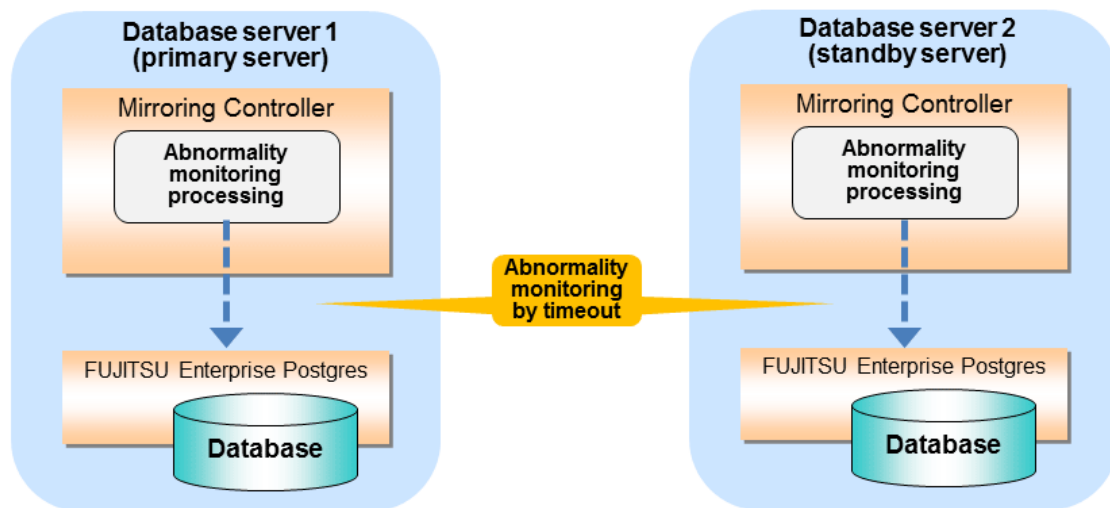 Database server 1
(primary server)
Mirroring Controller
Abnormality
monitoring
processing
FUJITSU Enterprise Postgres
Database
Abnormality
monitoring
by timeout
Database server 2
(standby server)
Mirroring Controller
Abnormality
monitoring
processing
FUJITSU Enterprise Postgres
Database